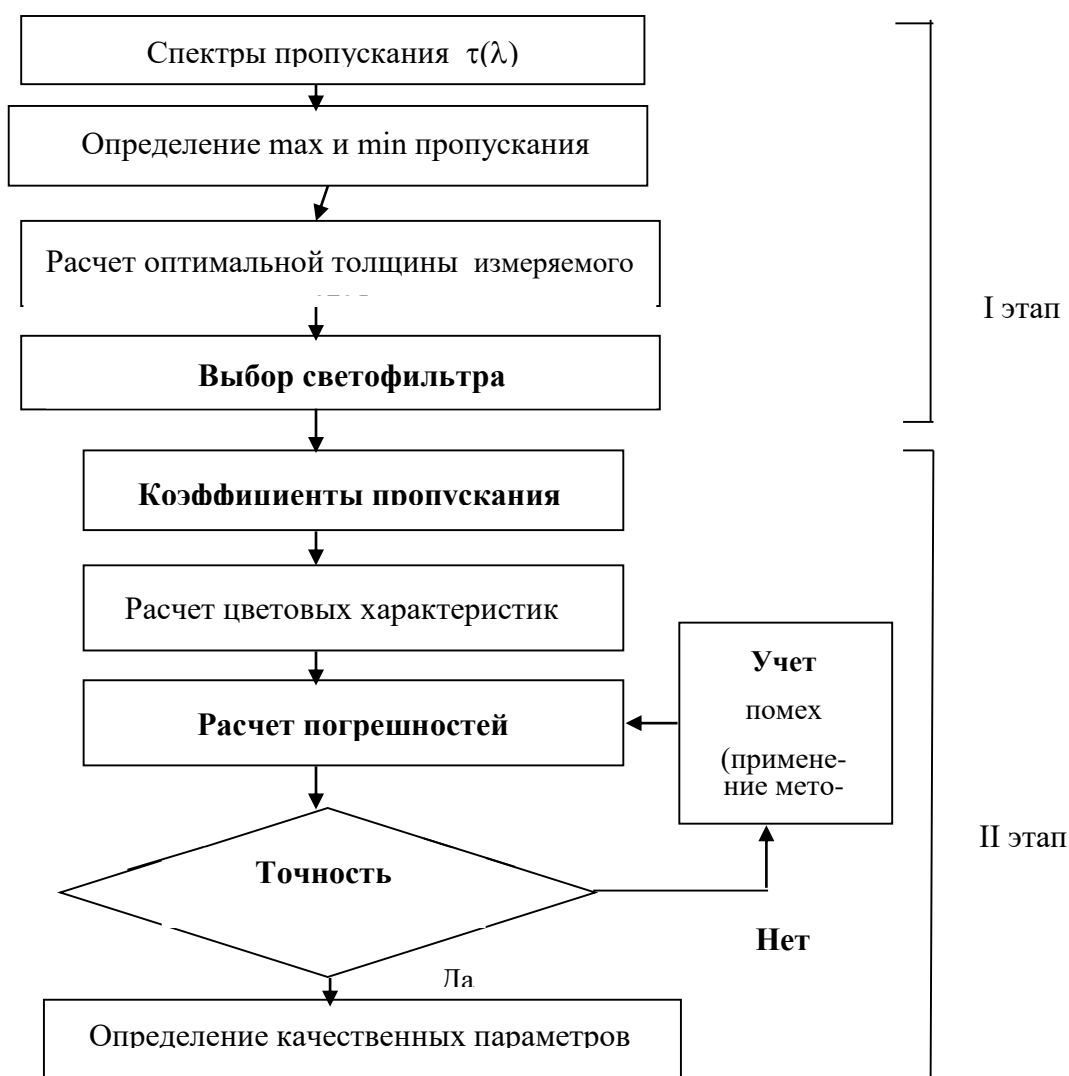 Спектры пропускания τ(λ)
Определение max и min пропускания
Расчет оптимальной толщины измеряемого
I этап
Выбор светофильтра
Коэффициенты пропускания
Расчет цветовых характеристик
Учет
помех
(примене-
ние мето-
Расчет погрешностей
Точность
II этап
Нет
Да
Определение качественных параметров